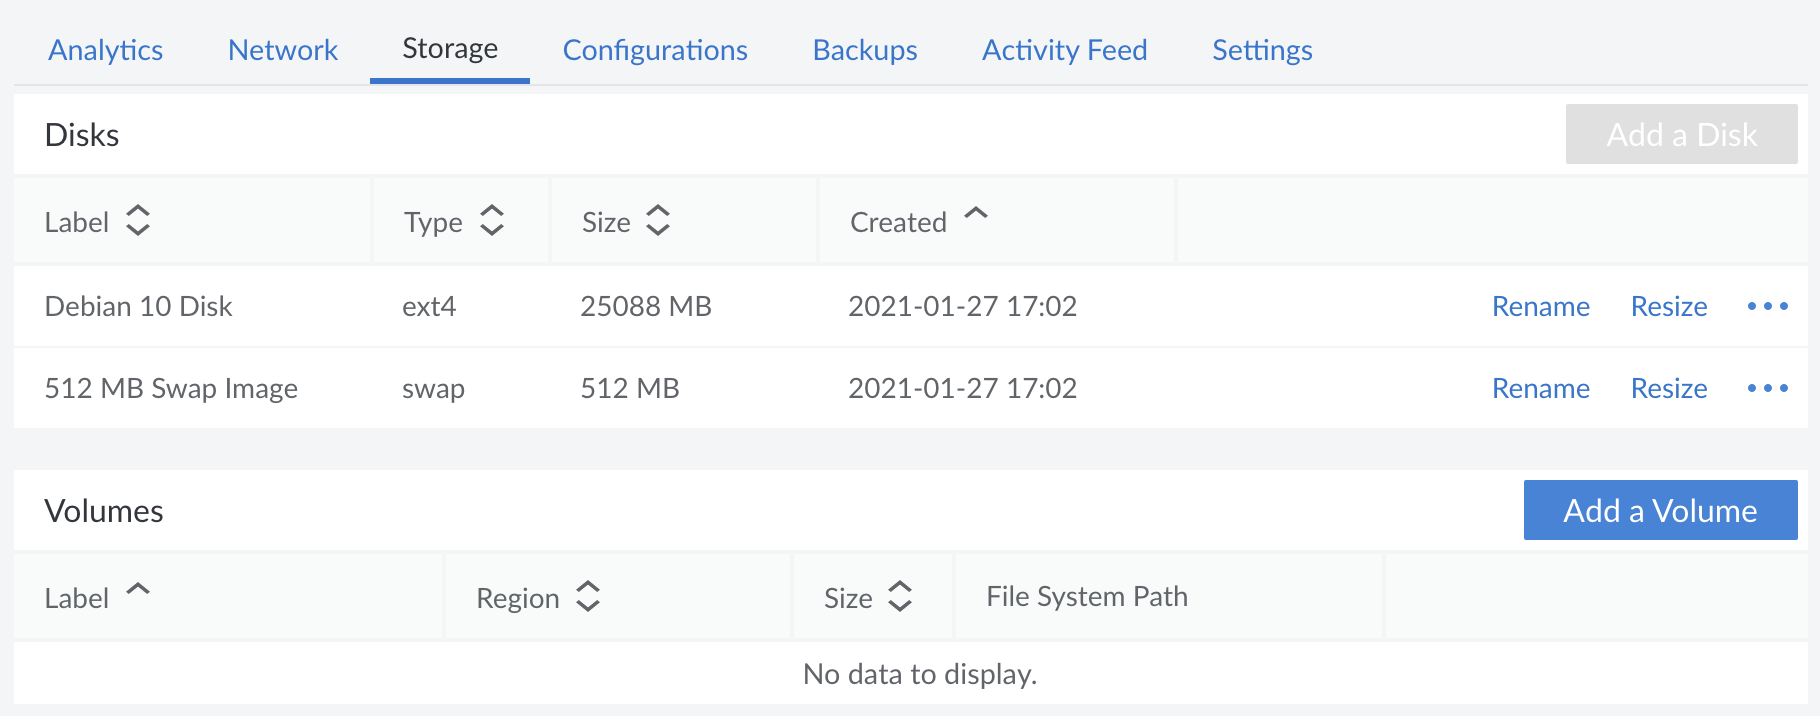 Analytics Network Storage Configurations Backups Activity Feed Settings
Disks Add a Disk
Label Type Size Created
Debian 10 Disk ext4 25088 MB 2021-01-27 17:02 Rename Resize
512 MB Swap Image swap 512 MB 2021-01-27 17:02 Rename Resize
Volumes Add a Volume
Label Region Size File System Path
No data to display.